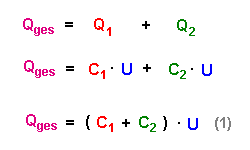 Qges = Q1 + Q2
Qges = C1 · U + C2 · U
Qges = ( C1 + C2 ) · U (1)